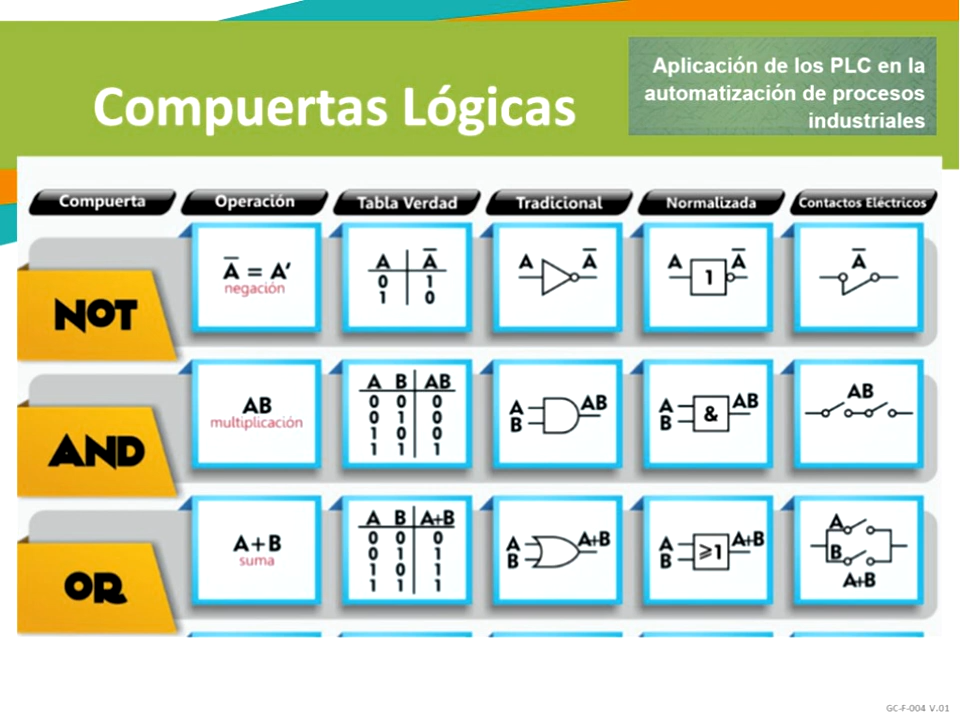 Compuertas Lógicas
Aplicación de los PLC en la
automatización de procesos
industriales
Compuerta Operación Tabla Verdad Tradicional Normalizada Contactos Eléctricos
NOT
A̅ = A’
negación
A A̅
0 1
1 0
A A̅
A 1 A̅
A̅
AND
AB
multiplicación
A B AB
0 0 0
0 1 0
1 0 0
1 1 1
A
B
AB
A
B
&
AB
AB
OR
A+B
suma
A B A+B
0 0 0
0 1 1
1 0 1
1 1 1
A
B
A+B
A
B
⩾1
A+B
A
B
A+B
GC-F-004 V.01